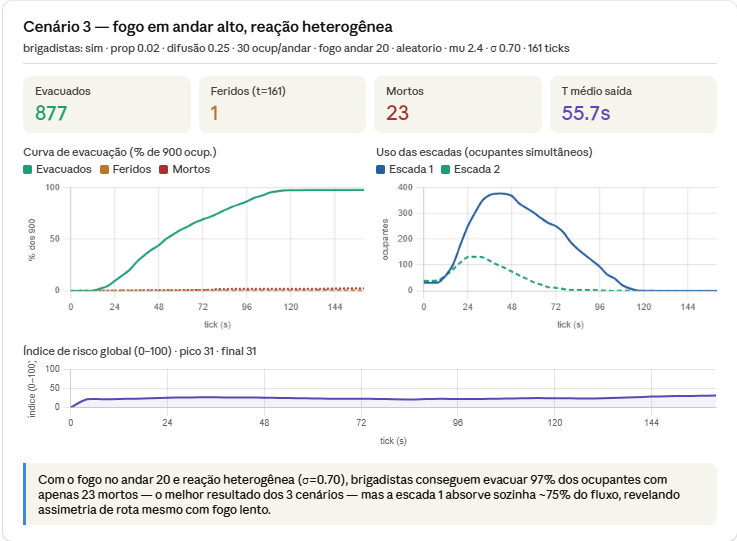 Cenário 3 — fogo em andar alto, reação heterogênea
brigadistas: sim · prop 0.02 · difusão 0.25 · 30 ocup/andar · fogo andar 20 · aleatorio · mu 2.4 · σ 0.70 · 161 ticks
Evacuados
877
Feridos (t=161)
1
Mortos
23
T médio saída
55.7s
Curva de evacuação (% de 900 ocup.)
Evacuados Feridos Mortos
% dos 900
100
50
0
0 24 48 72 96 120 144
tick (s)
Uso das escadas (ocupantes simultâneos)
Escada 1 Escada 2
ocupantes
400
300
200
100
0
0 24 48 96 120 144
tick (s)
Índice de risco global (0–100) · pico 31 · final 31
índice (0–100)
100
50
0
0 24 48 72 96 120 144
tick (s)
Com o fogo no andar 20 e reação heterogênea (σ=0.70), brigadistas conseguem evacuar 97% dos ocupantes com
apenas 23 mortos — o melhor resultado dos 3 cenários — mas a escada 1 absorve sozinha ~75% do fluxo, revelando
assimetria de rota mesmo com fogo lento.